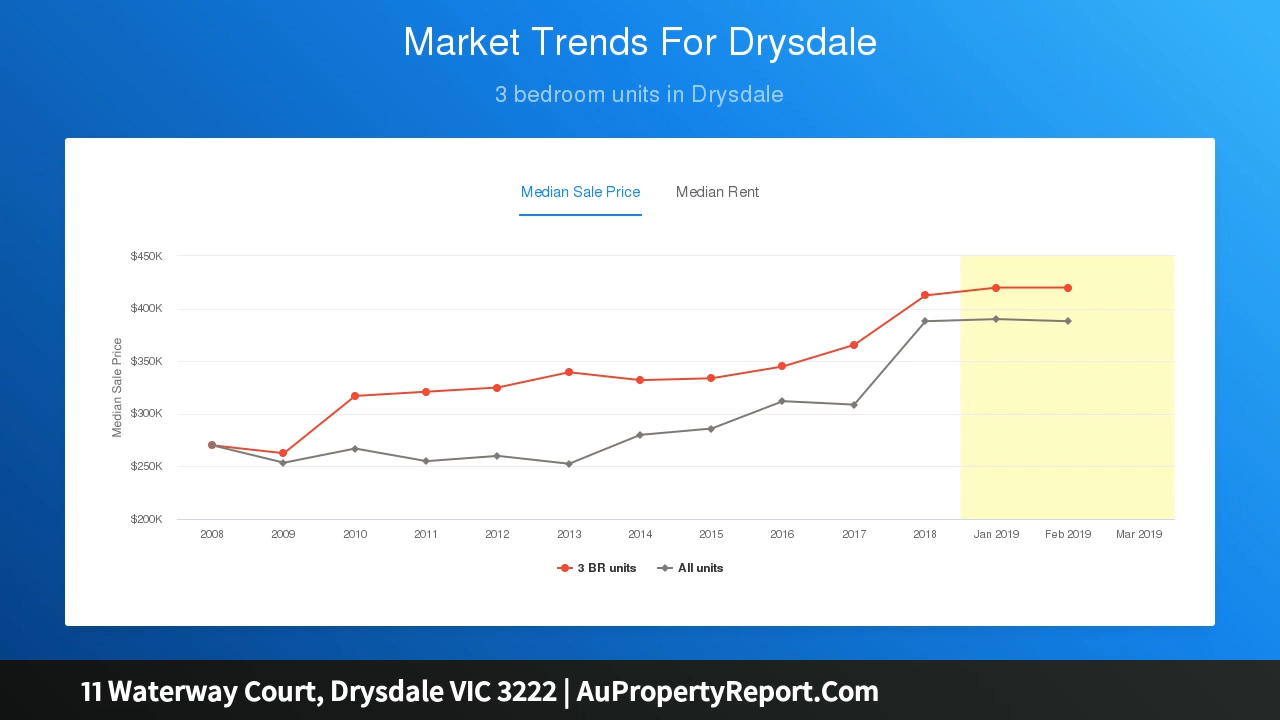 Market Trends For Drysdale
3 bedroom units in Drysdale
Median Sale Price Median Rent
$450K
$400K
$350K
$300K
$250K
$200K
Median Sale Price
2008 2009 2010 2011 2012 2013 2014 2015 2016 2017 2018 Jan 2019 Feb 2019 Mar 2019
3 BR units All units
11 Waterway Court, Drysdale VIC 3222 | AuPropertyReport.Com